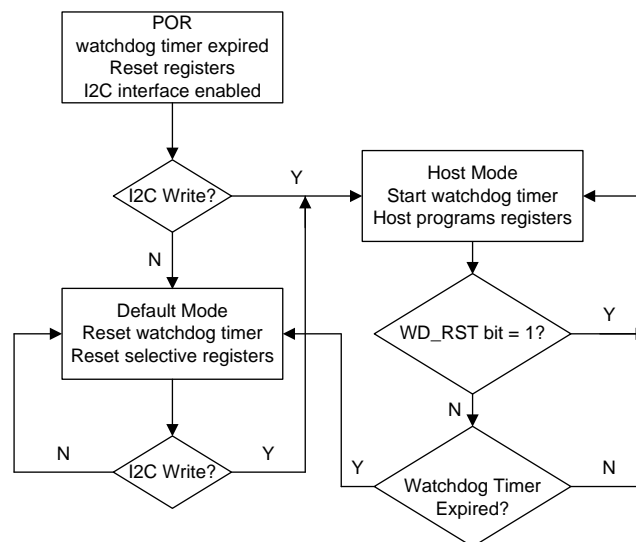 POR
watchdog timer expired
Reset registers
I2C interface enabled
I2C Write?
Y
N
Host Mode
Start watchdog timer
Host programs registers
Default Mode
Reset watchdog timer
Reset selective registers
WD_RST bit = 1?
Y
N
I2C Write?
N
Y
Watchdog Timer
Expired?
Y
N